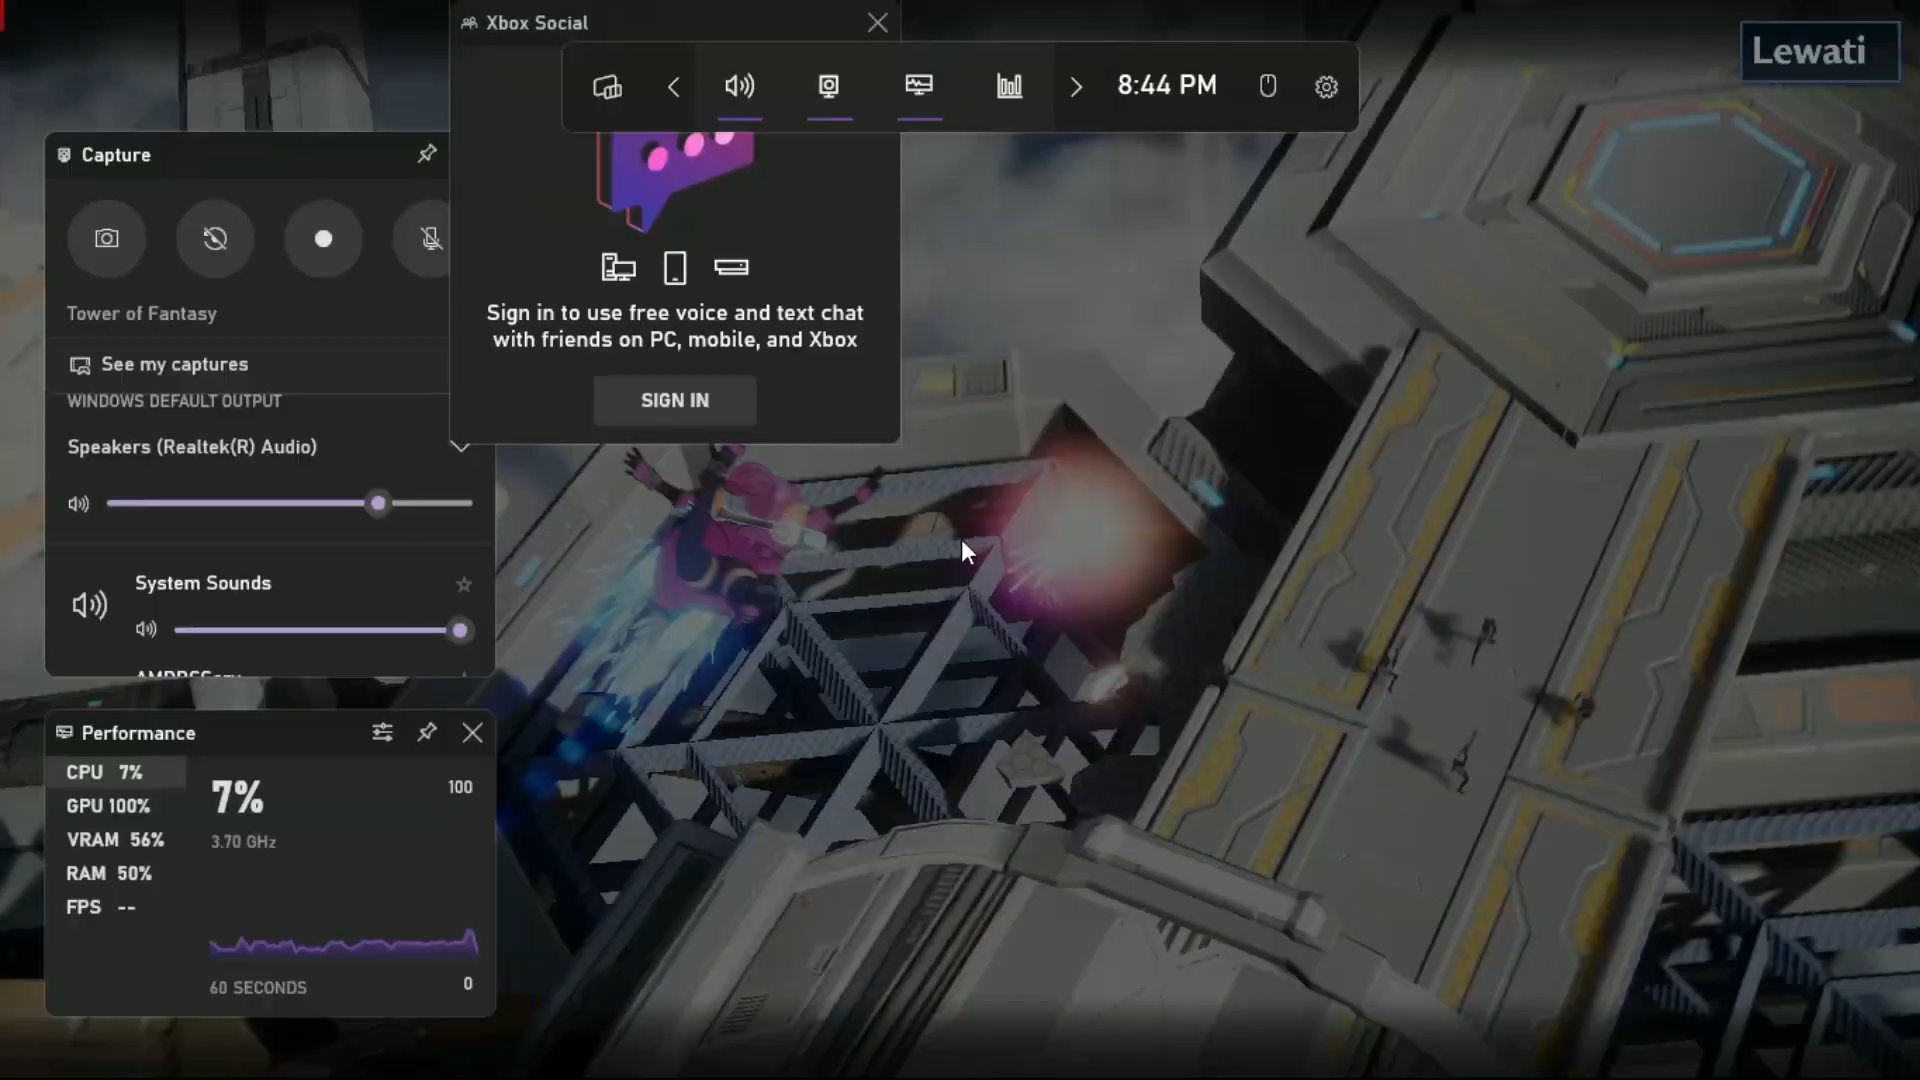 Xbox Social
Lewati
8:44 PM
Capture
Sign in to use free voice and text chat
with friends on PC, mobile, and Xbox
SIGN IN
Tower of Fantasy
See my captures
WINDOWS DEFAULT OUTPUT
Speakers (Realtek(R) Audio)
System Sounds
Performance
CPU 7%
GPU 100%
VRAM 56%
RAM 50%
FPS --
7%
100
3.70 GHz
60 SECONDS
0